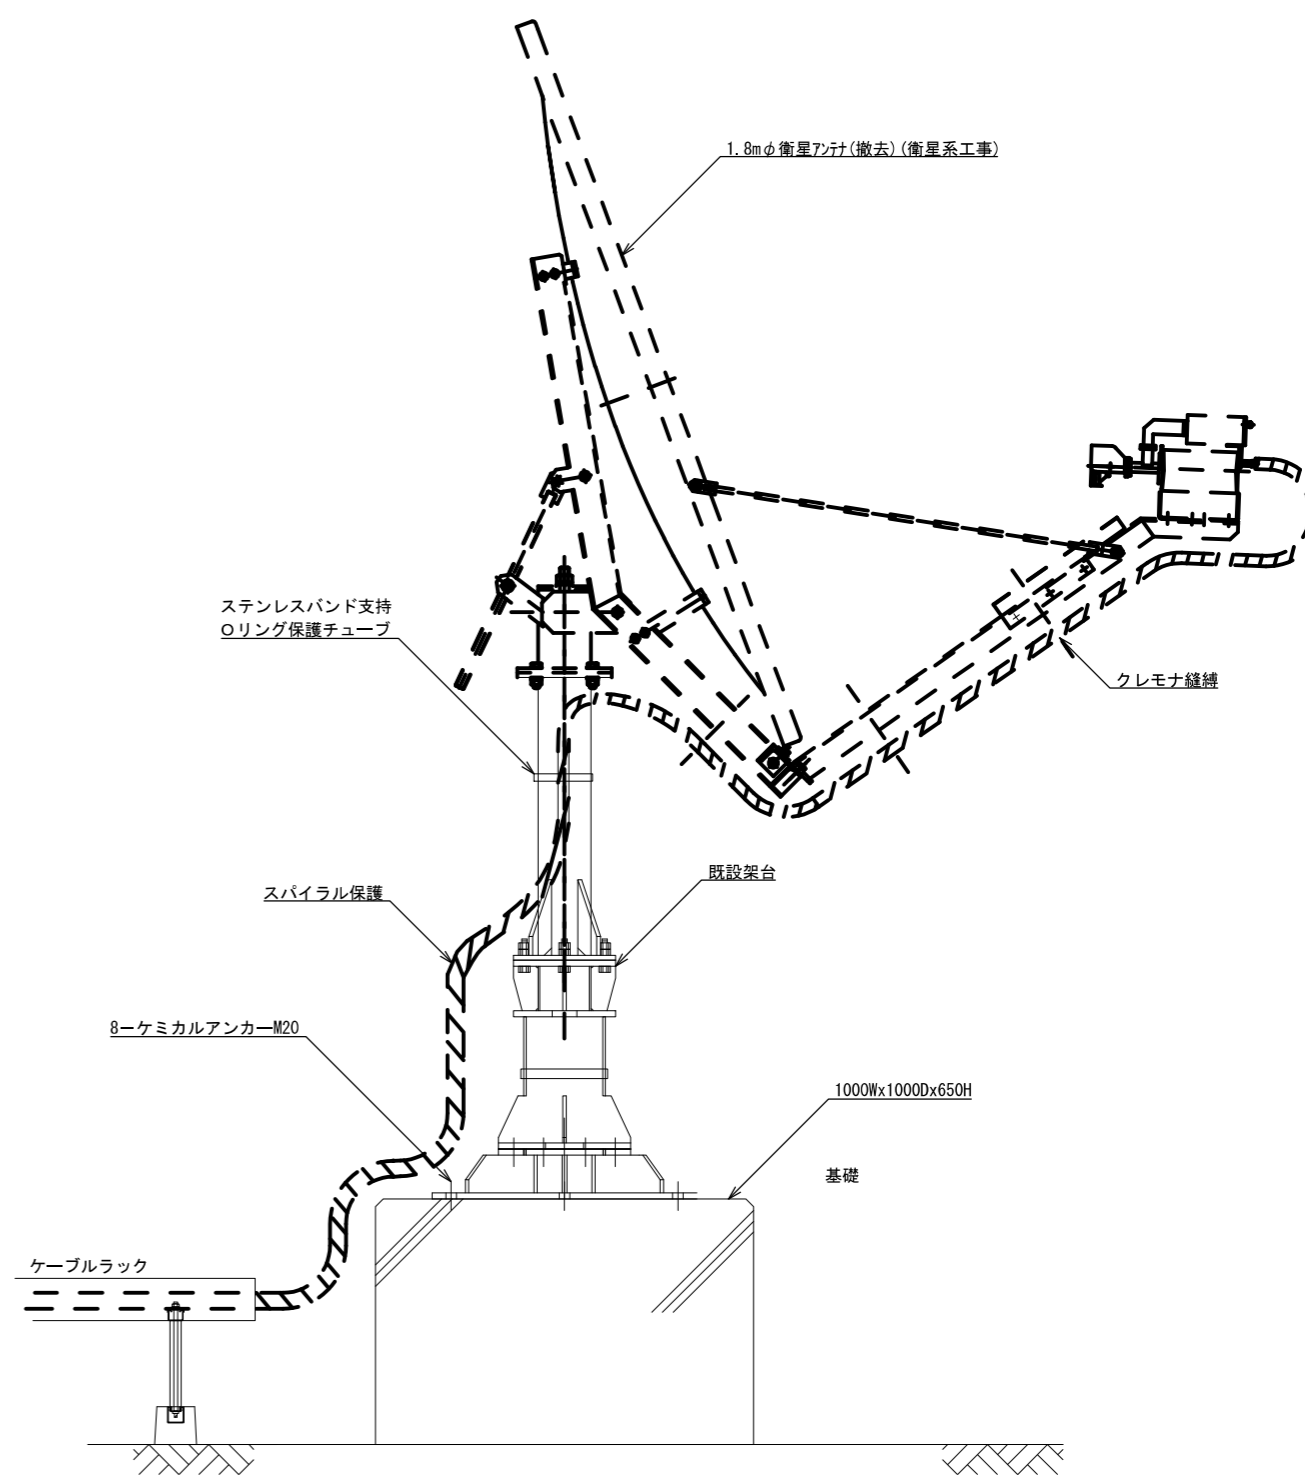 1.8mφ衛星ｱﾝﾃﾅ(撤去)(衛星系工事)
ステンレスバンド支持
Oリング保護チューブ
クレモナ縫縛
スパイラル保護
既設架台
8ーケミカルアンカーM20
1000Wx1000Dx650H
基礎
ケーブルラック